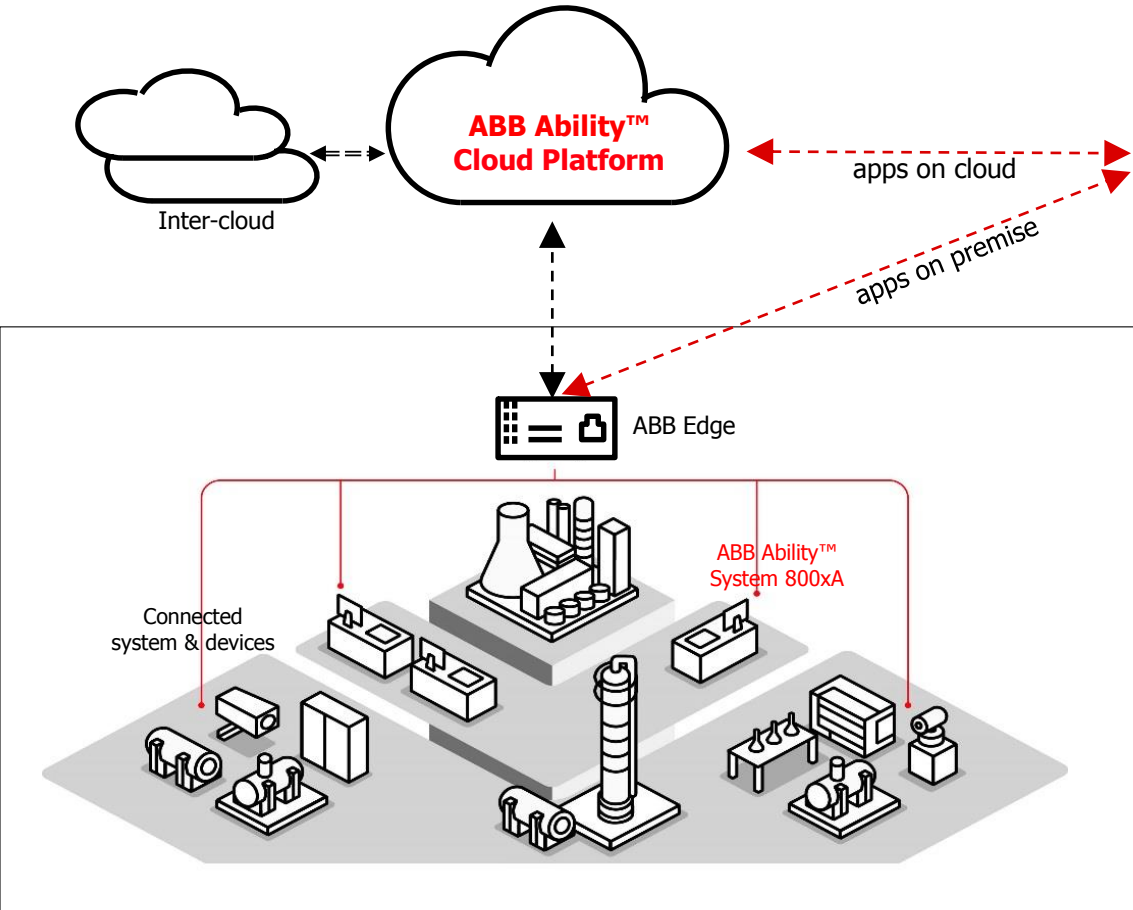 ABB Ability™
Cloud Platform
apps on cloud
Inter-cloud
apps on premise
ABB Edge
ABB Ability™
System 800xA
Connected
system & devices